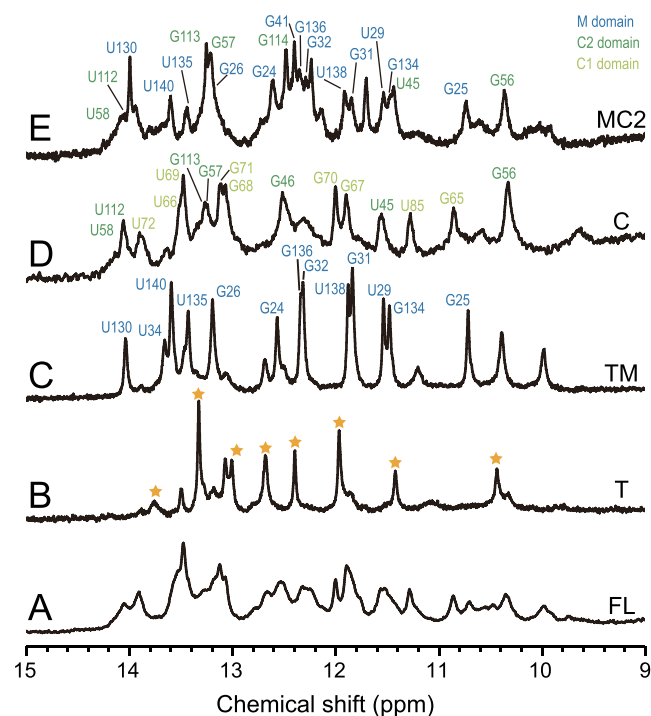 M domain
C2 domain
C1 domain
G41
G136
G32
U29
G113
G57
G114
G31
G134
U130
U135
G26
G24
U138
U45
G25
G56
U112
U140
U58
E
MC2
G113
G57
G71
U69
G68
G46
G70
G67
G56
U66
U112
U72
U58
U45
U85
G65
D
C
G136
G32
G31
U140
U135
G26
G24
U138
U29
G134
G25
U130
U34
C
TM
B
T
A
FL
15 14 13 12 11 10 9
Chemical shift (ppm)